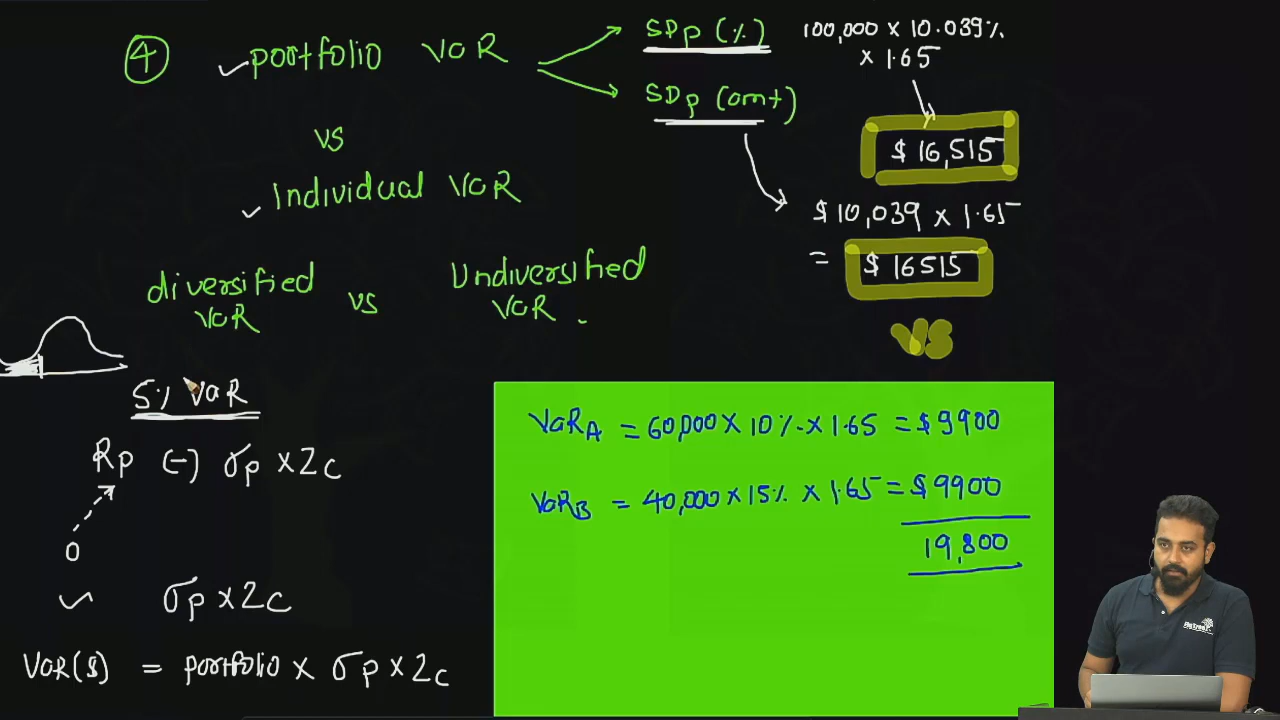 4
portfolio VaR
vs
Individual VaR
SDp (%)
SDp (amt)
100,000 x 10.039%
x 1.65
$ 16,515
$10,039 x 1.65
= $ 16515
vs
diversified VaR vs Undiversified VaR.
5% VaR
Rp (-) σp x Zc
0
σp x Zc
VaR($) = portfolio x σp x Zc
VaRA = 60,000 x 10% x 1.65 = $9900
VaRB = 40,000 x 15% x 1.65 = $9900
19,800